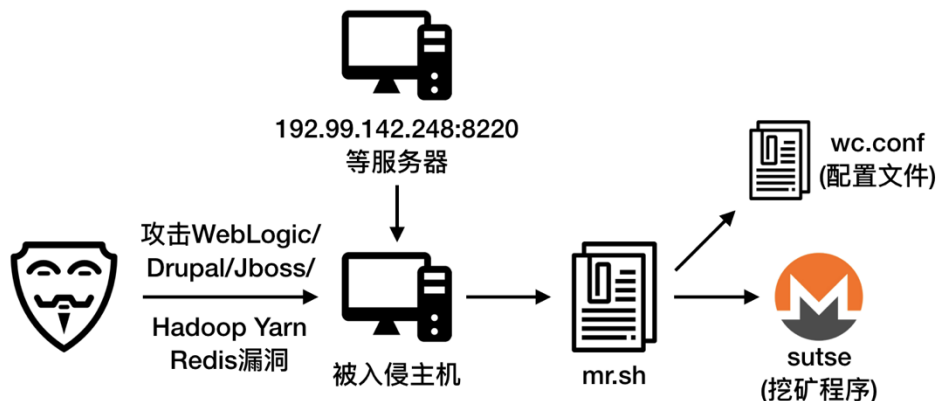 192.99.142.248:8220
等服务器
wc.conf
(配置文件)
攻击WebLogic/
Drupal/Jboss/
Hadoop Yarn
Redis漏洞
被入侵主机
mr.sh
sutse
(挖矿程序)